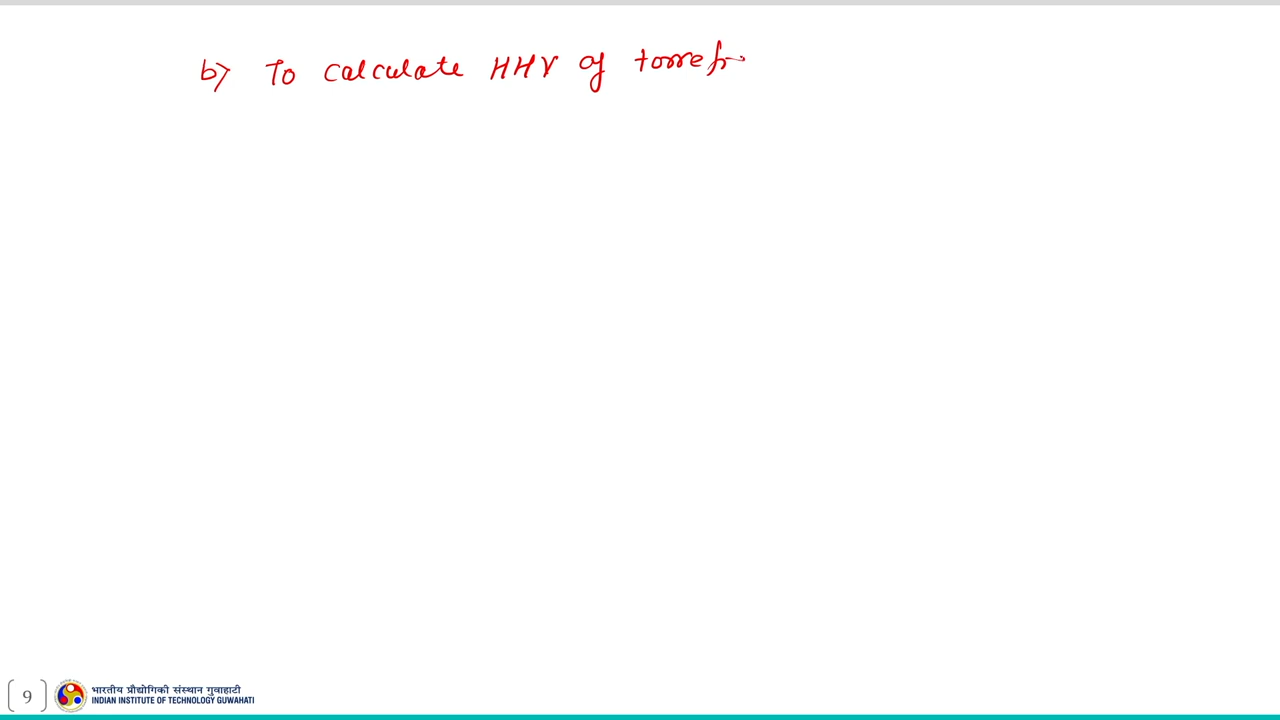 b) To calculate HHV of torref
9
भारतीय प्रौद्योगिकी संस्थान गुवाहाटी
INDIAN INSTITUTE OF TECHNOLOGY GUWAHATI